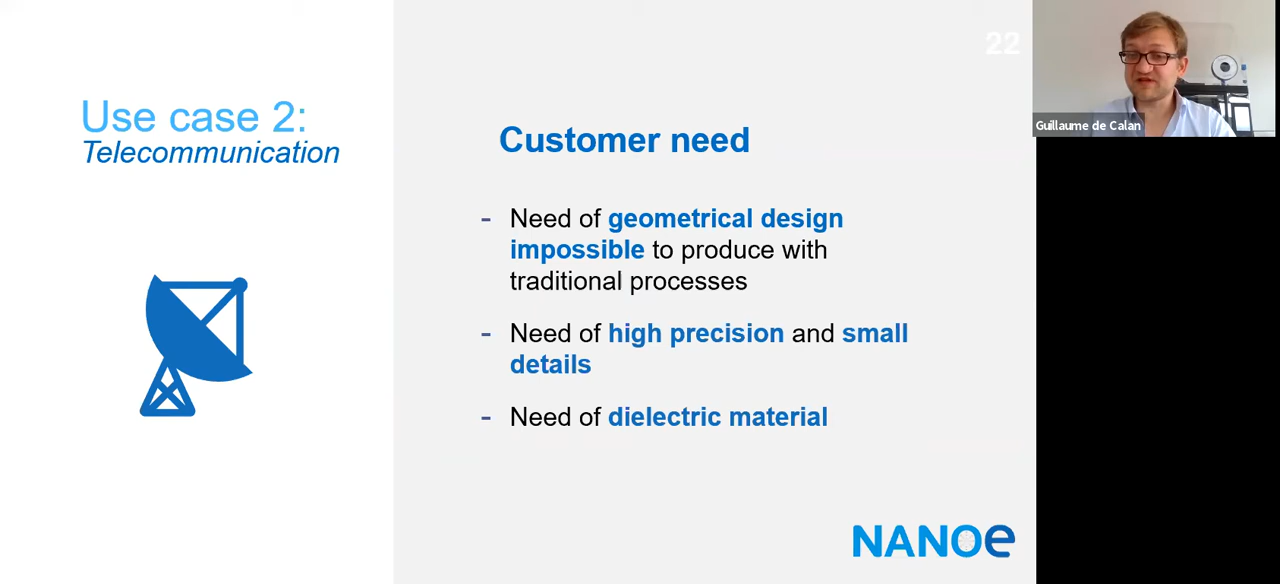 22
Guillaume de Calan
Use case 2:
Telecommunication
Customer need
- Need of geometrical design
impossible to produce with
traditional processes
- Need of high precision and small
details
- Need of dielectric material
NANOe